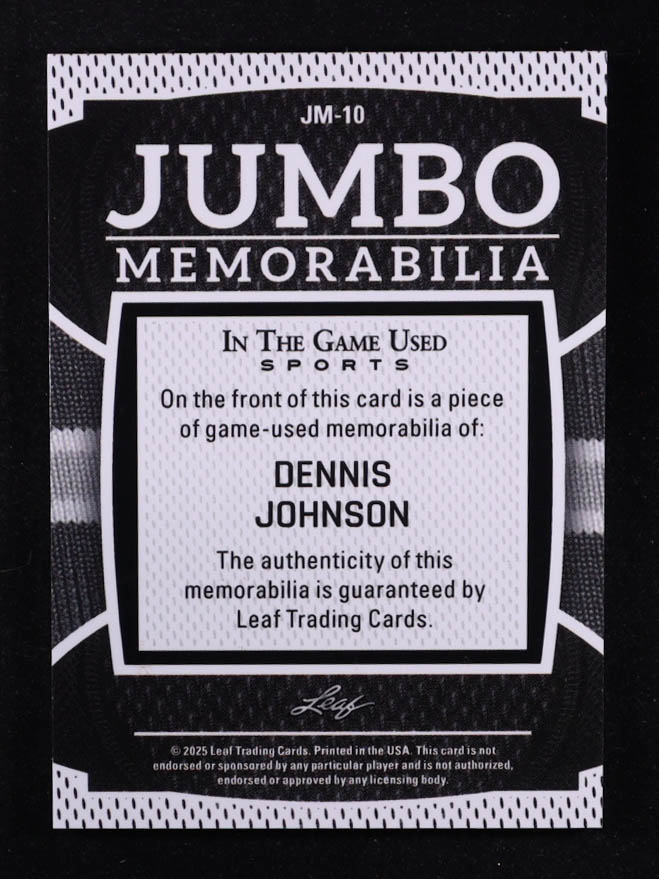 JM-10
JUMBO
MEMORABILIA
IN THE GAME USED
SPORTS
On the front of this card is a piece
of game-used memorabilia of:
DENNIS
JOHNSON
The authenticity of this
memorabilia is guaranteed by
Leaf Trading Cards.
Leaf
© 2025 Leaf Trading Cards. Printed in the USA. This card is not
endorsed or sponsored by any particular player and is not authorized,
endorsed or approved by any licensing body.